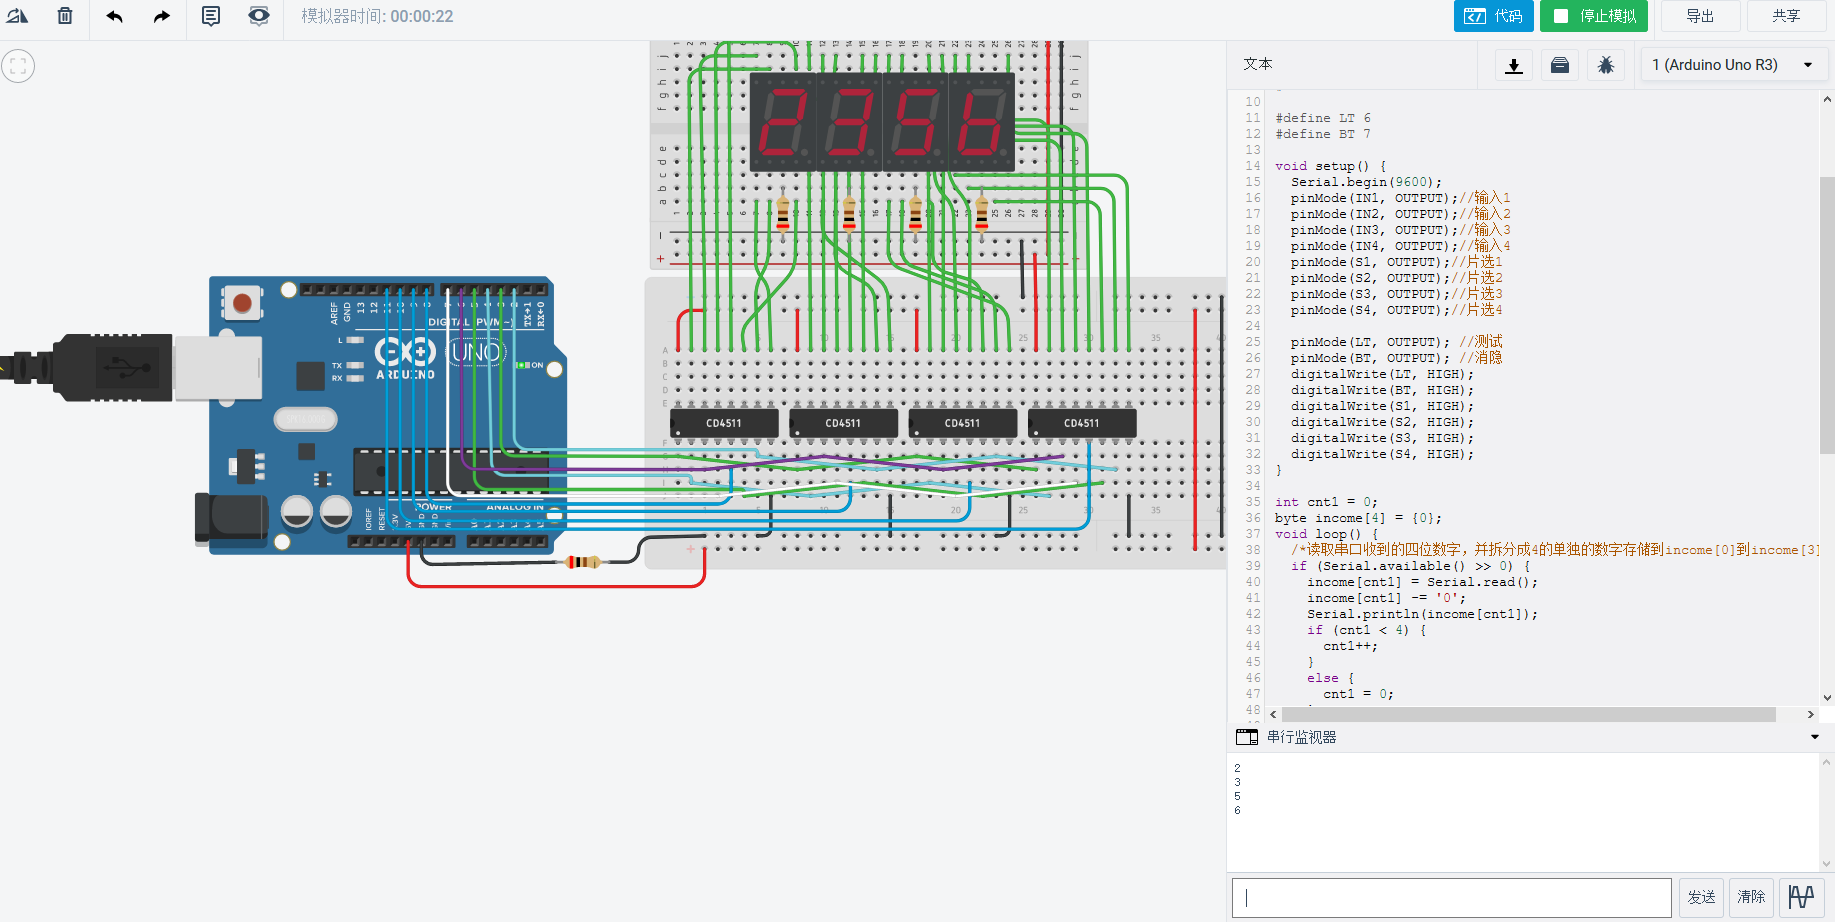 模拟器时间: 00:00:22
代码
停止模拟
导出
共享
文本
1 (Arduino Uno R3)
10
11 #define LT 6
12 #define BT 7
13
14 void setup() {
15 Serial.begin(9600);
16 pinMode(IN1, OUTPUT);//输入1
17 pinMode(IN2, OUTPUT);//输入2
18 pinMode(IN3, OUTPUT);//输入3
19 pinMode(IN4, OUTPUT);//输入4
20 pinMode(S1, OUTPUT);//片选1
21 pinMode(S2, OUTPUT);//片选2
22 pinMode(S3, OUTPUT);//片选3
23 pinMode(S4, OUTPUT);//片选4
24
25 pinMode(LT, OUTPUT); //测试
26 pinMode(BT, OUTPUT); //消隐
27 digitalWrite(LT, HIGH);
28 digitalWrite(BT, HIGH);
29 digitalWrite(S1, HIGH);
30 digitalWrite(S2, HIGH);
31 digitalWrite(S3, HIGH);
32 digitalWrite(S4, HIGH);
33 }
34
35 int cnt1 = 0;
36 byte income[4] = {0};
37 void loop() {
38 /*读取串口收到的四位数字，并拆分成4的单独的数字存储到income[0]到income[3]
39 if (Serial.available() >> 0) {
40 income[cnt1] = Serial.read();
41 income[cnt1] -= '0';
42 Serial.println(income[cnt1]);
43 if (cnt1 < 4) {
44 cnt1++;
45 }
46 else {
47 cnt1 = 0;
48
串行监视器
2
3
5
6
发送
清除
2356
AREF
GND
13
12
DIGITAL PWM~
TX→1
RX←0
L
TX
RX
UNO
ON
ARDUINO
IOREF
RESET
POWER
ANALOG IN
CD4511
CD4511
CD4511
CD4511